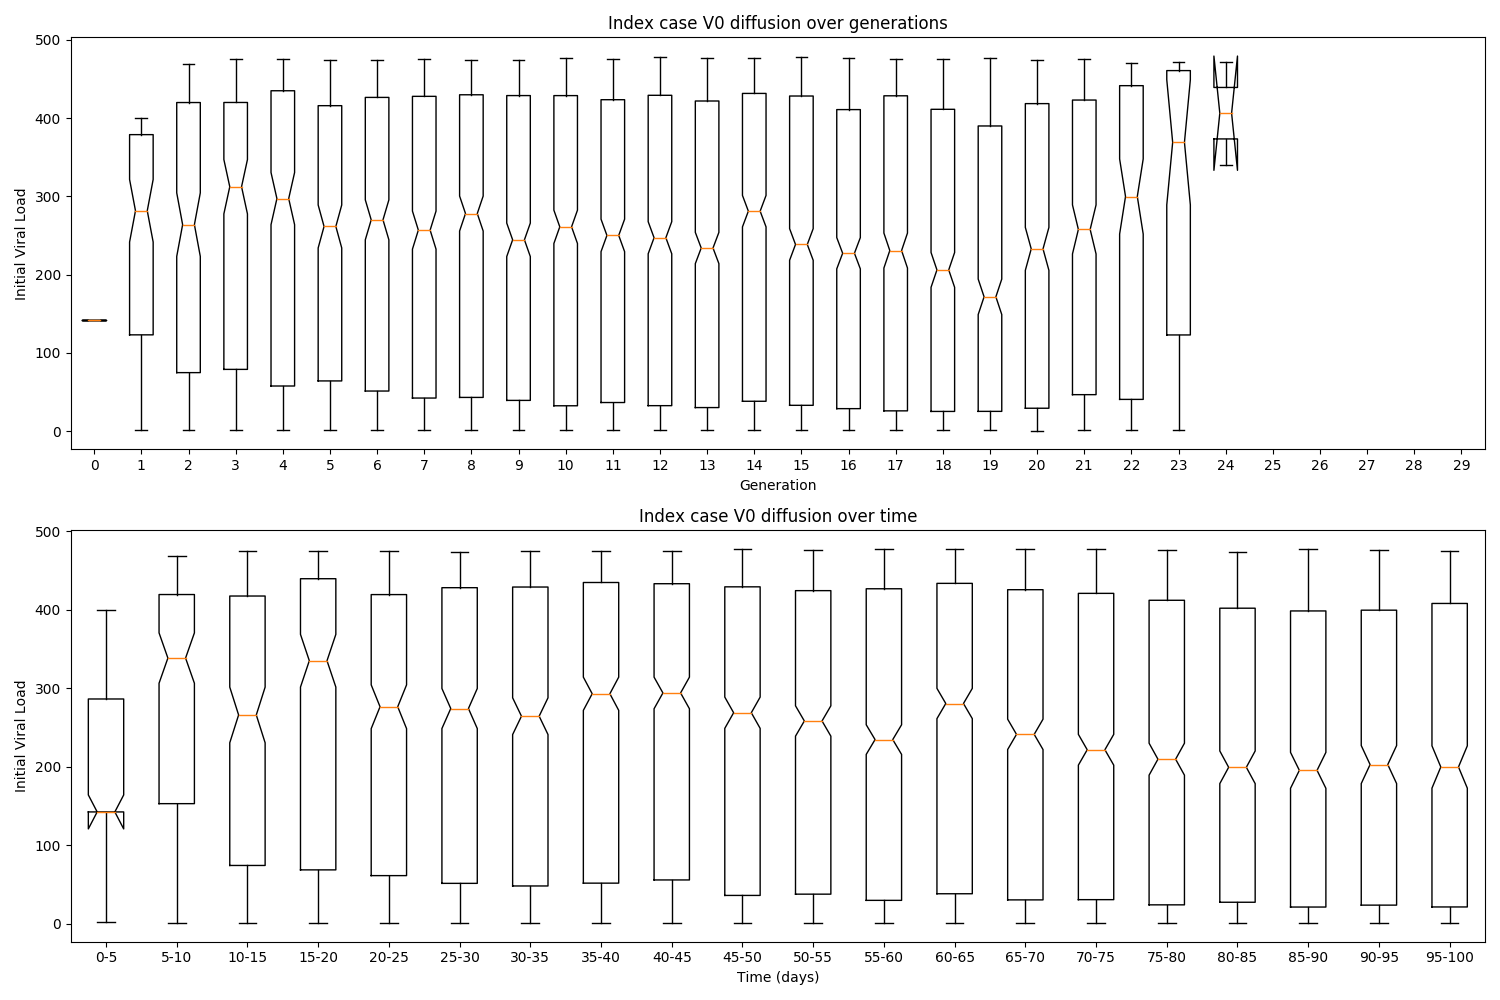 Index case V0 diffusion over generations
500
400
300
200
100
0
Initial Viral Load
0 1 2 3 4 5 6 7 8 9 10 11 12 13 14 15 16 17 18 19 20 21 22 23 24 25 26 27 28 29
Generation
Index case V0 diffusion over time
500
400
300
200
100
0
Initial Viral Load
0-5 5-10 10-15 15-20 20-25 25-30 30-35 35-40 40-45 45-50 50-55 55-60 60-65 65-70 70-75 75-80 80-85 85-90 90-95 95-100
Time (days)